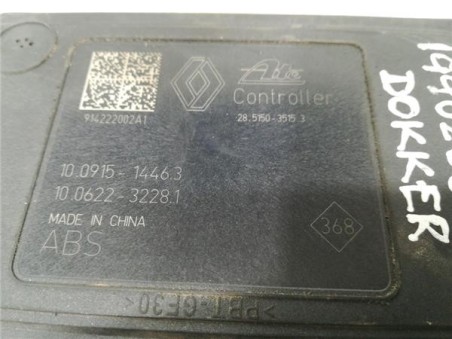 Ate
914222002A1
Controller
28.5150-3515.3
10.0915-1446.3
10.0622-3228.1
MADE IN CHINA
ABS
368
>PBT-GF30<
DOKKER